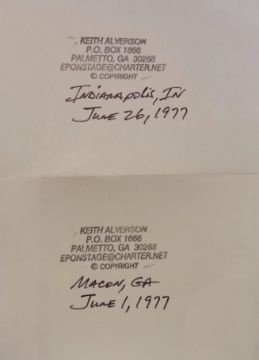 KEITH ALVERSON
P.O. BOX 1666
PALMETTO, GA 30268
EPONSTAGE@CHARTER.NET
© COPYRIGHT
Indianapolis, IN
June 26, 1977
KEITH ALVERSON
P.O. BOX 1666
PALMETTO, GA 30268
EPONSTAGE@CHARTER.NET
© COPYRIGHT
Macon, GA
June 1, 1977